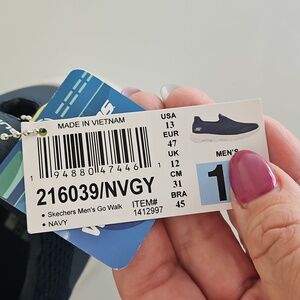 MADE IN VIETNAM
1 94880 47446 1
216039/NVGY
• Skechers Men's Go Walk
• NAVY
ITEM#
1412997
USA
13
EUR
47
UK
12
CM
31
BRA
45
MEN'S